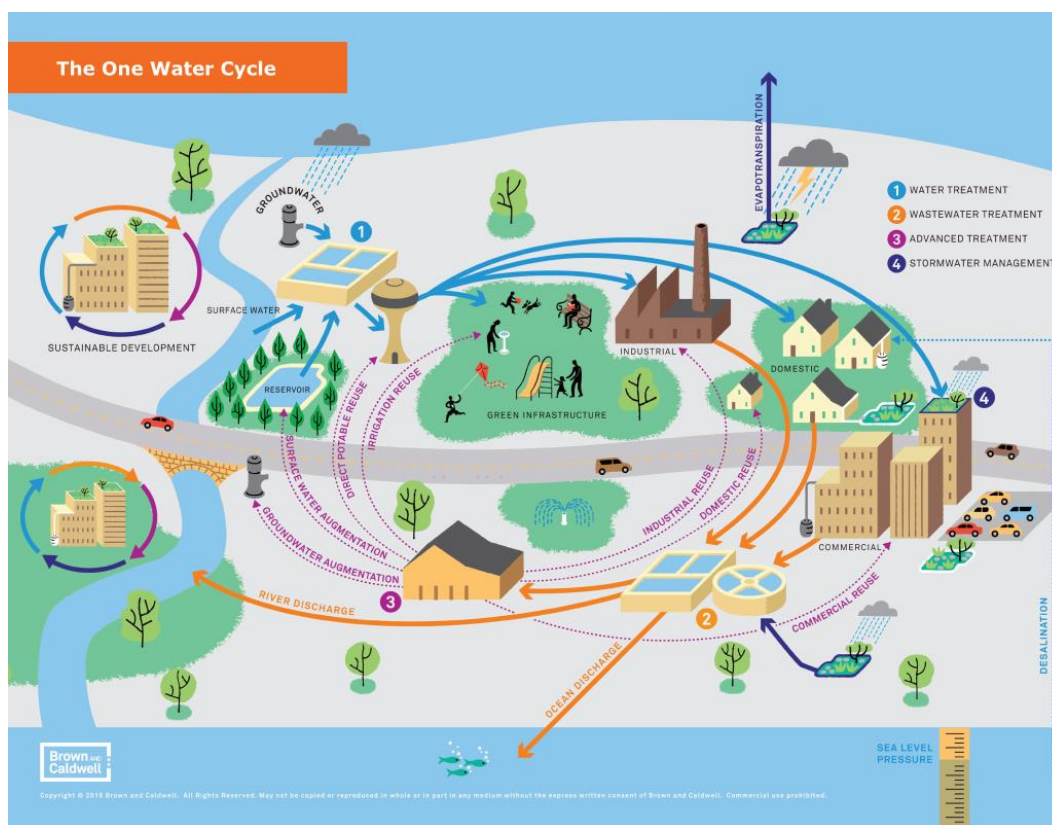 The One Water Cycle
GROUNDWATER
1
EVAPOTRANSPIRATION
1 WATER TREATMENT
2 WASTEWATER TREATMENT
3 ADVANCED TREATMENT
4 STORMWATER MANAGEMENT
SURFACE WATER
SUSTAINABLE DEVELOPMENT
RESERVOIR
INDUSTRIAL
DOMESTIC
GREEN INFRASTRUCTURE
4
DIRECT POTABLE REUSE
IRRIGATION REUSE
SURFACE WATER AUGMENTATION
GROUNDWATER AUGMENTATION
INDUSTRIAL REUSE
DOMESTIC REUSE
COMMERCIAL
3
RIVER DISCHARGE
2
COMMERCIAL REUSE
OCEAN DISCHARGE
DESALINATION
SEA LEVEL
PRESSURE
Brown AND
Caldwell
Copyright © 2016 Brown and Caldwell. All Rights Reserved. May not be copied or reproduced in whole or in part in any medium without the express written consent of Brown and Caldwell. Commercial use prohibited.